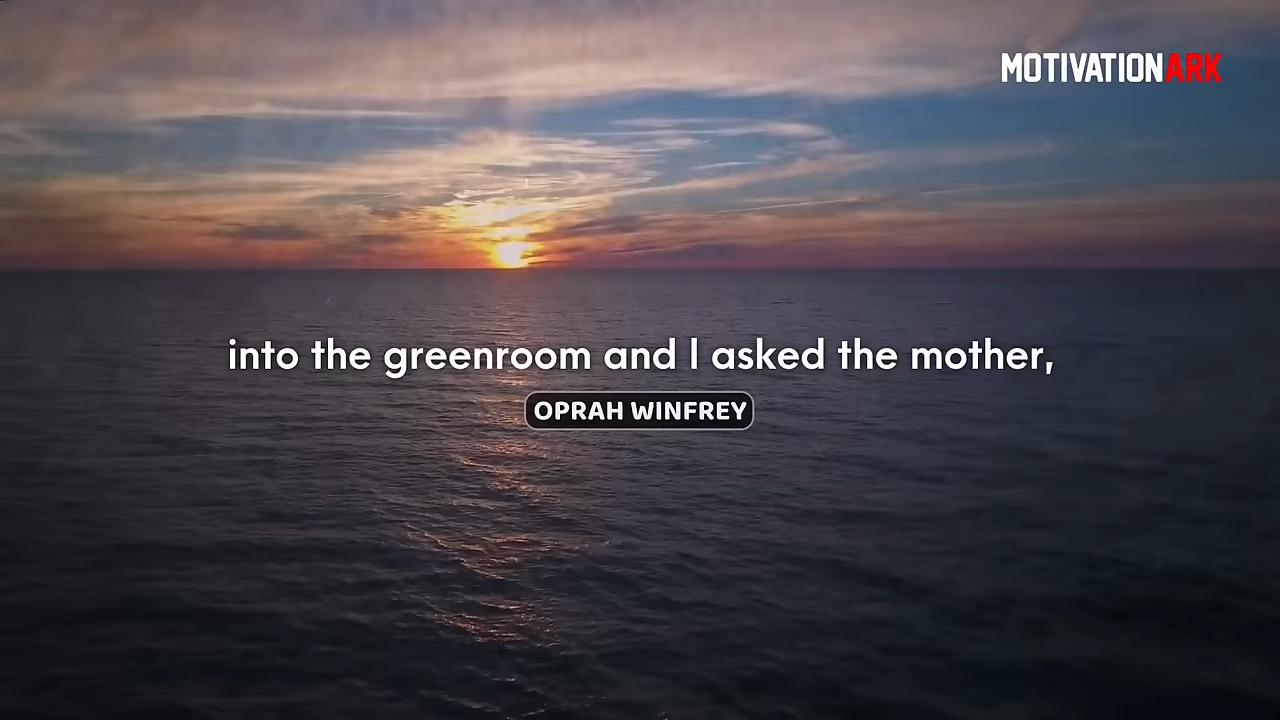 MOTIVATIONARK
into the greenroom and I asked the mother,
OPRAH WINFREY